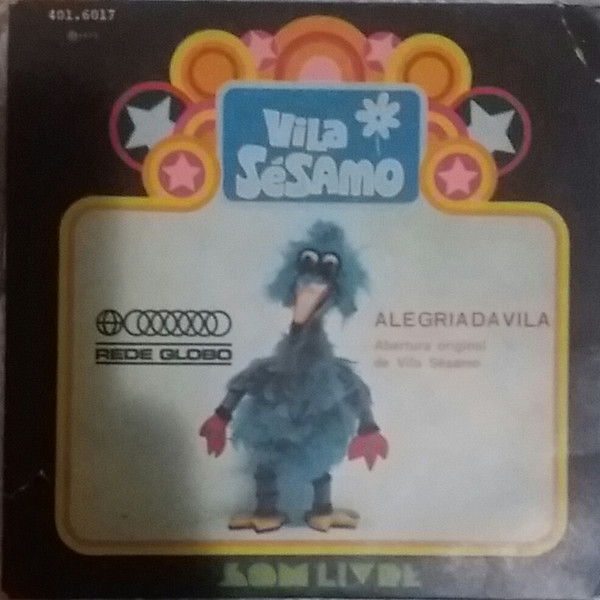 401.6017
Vila
SéSAMO
ALEGRIADAVILA
Abertura original
de Vila Sésamo
REDE GLOBO
SOM LIVRE